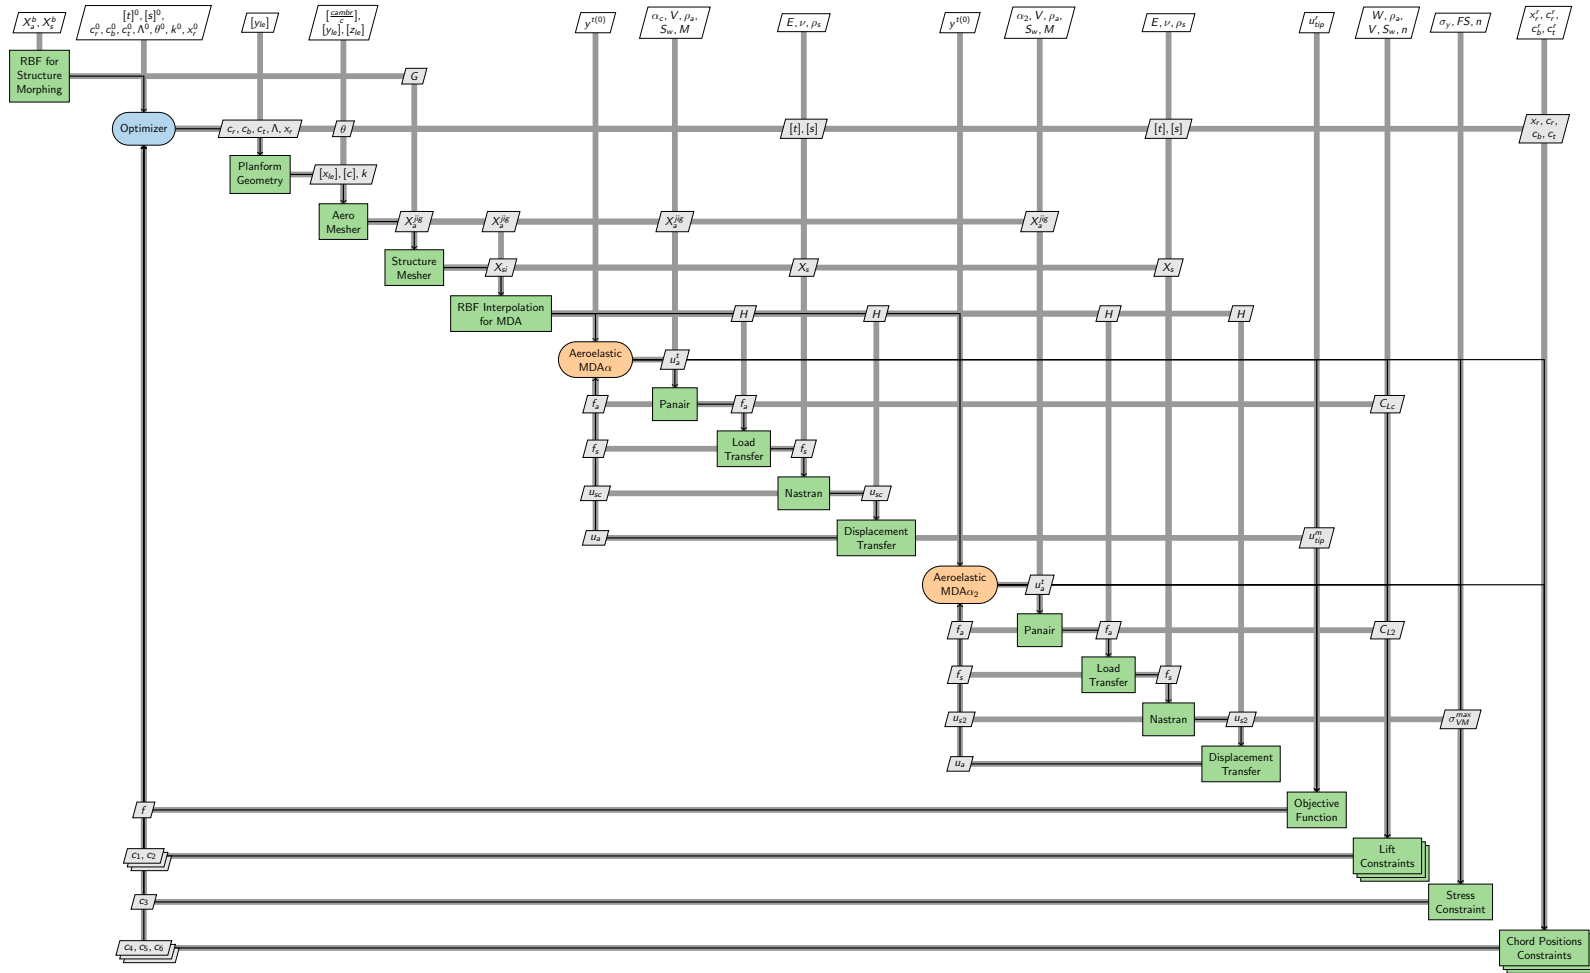 X_a^b, X_s^b
[t]^0, [s]^0,
c_r^0, c_b^0, c_t^0, Λ^0, θ^0, k^0, x_r^0
[y_le]
[cambr/c],
[y_le], [z_le]
y^t(0)
α_c, V, ρ_a,
S_w, M
E, ν, ρ_s
y^t(0)
α_2, V, ρ_a,
S_w, M
E, ν, ρ_s
u_tip^r
W, ρ_a,
V, S_w, n
σ_y, FS, n
x_r^r, c_r^r,
c_b^r, c_t^r
RBF for
Structure
Morphing
G
Optimizer
c_r, c_b, c_t, Λ, x_r
θ
[t], [s]
[t], [s]
x_r, c_r,
c_b, c_t
Planform
Geometry
[x_le], [c], k
Aero
Mesher
X_a^jig
X_a^jig
X_a^jig
X_a^jig
Structure
Mesher
X_si
X_s
X_s
RBF Interpolation
for MDA
H
H
H
H
Aeroelastic
MDAα
u_a^t
f_a
Panair
f_a
C_Lc
f_s
Load
Transfer
f_s
u_sc
Nastran
u_sc
u_a
Displacement
Transfer
u_tip^m
Aeroelastic
MDAα_2
u_a^t
f_a
Panair
f_a
C_L2
f_s
Load
Transfer
f_s
u_s2
Nastran
u_s2
σ_VM^max
u_a
Displacement
Transfer
f
Objective
Function
c_1, c_2
Lift
Constraints
c_3
Stress
Constraint
c_4, c_5, c_6
Chord Positions
Constraints